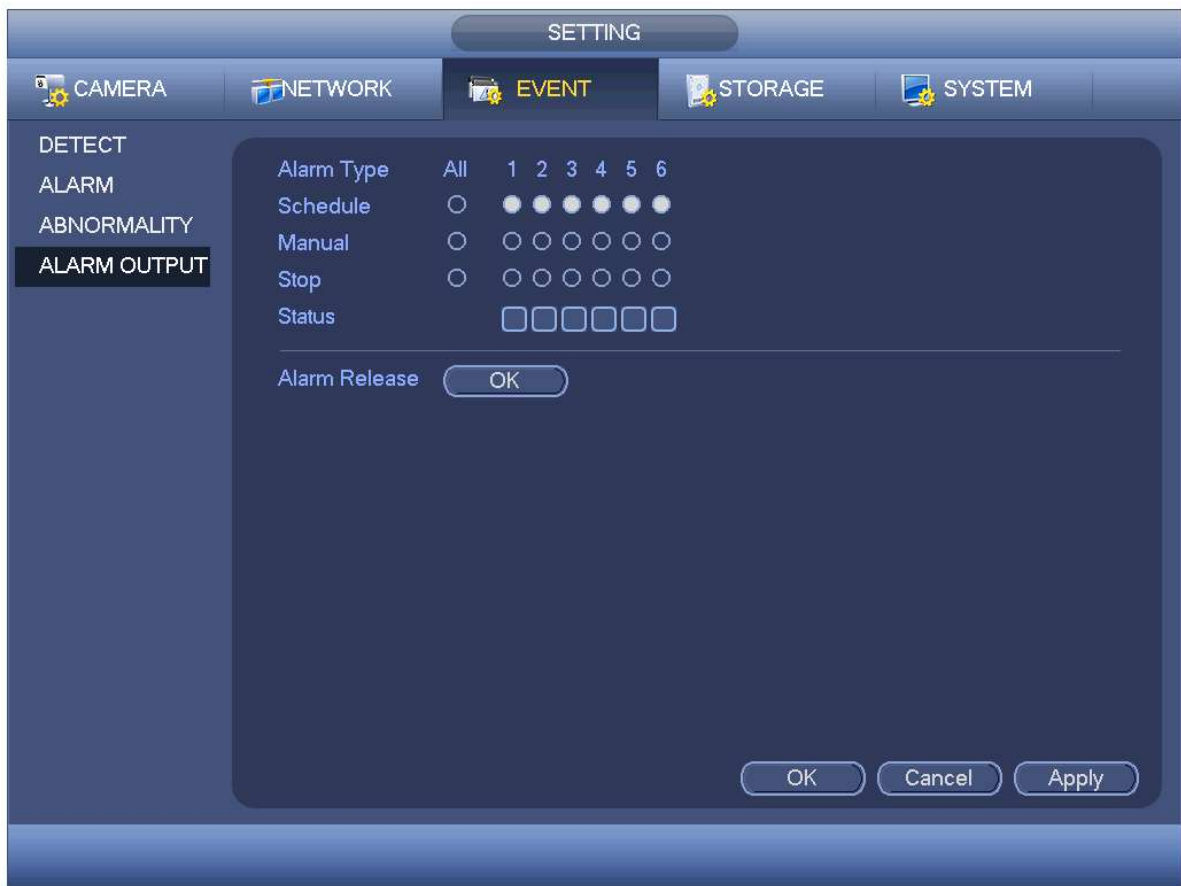 SETTING
CAMERA NETWORK EVENT STORAGE SYSTEM
DETECT
ALARM
ABNORMALITY
ALARM OUTPUT
Alarm Type All 1 2 3 4 5 6
Schedule
Manual
Stop
Status
Alarm Release OK
OK Cancel Apply